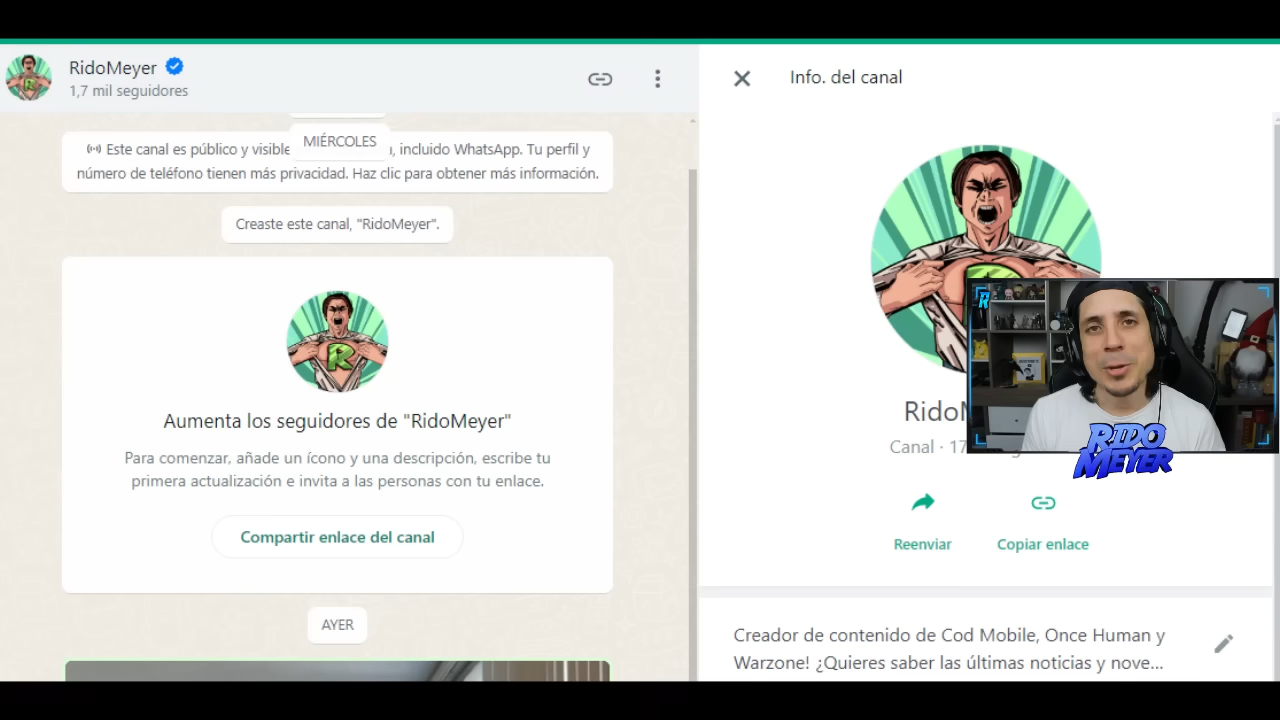 RidoMeyer
1,7 mil seguidores
MIÉRCOLES
Este canal es público y visible , incluido WhatsApp. Tu perfil y
número de teléfono tienen más privacidad. Haz clic para obtener más información.
Creaste este canal, "RidoMeyer".
R
Aumenta los seguidores de "RidoMeyer"
Para comenzar, añade un ícono y una descripción, escribe tu
primera actualización e invita a las personas con tu enlace.
Compartir enlace del canal
AYER
Info. del canal
R
RIDO
MEYER
Canal · 17
Reenviar
Copiar enlace
Creador de contenido de Cod Mobile, Once Human y
Warzone! ¿Quieres saber las últimas noticias y nove...